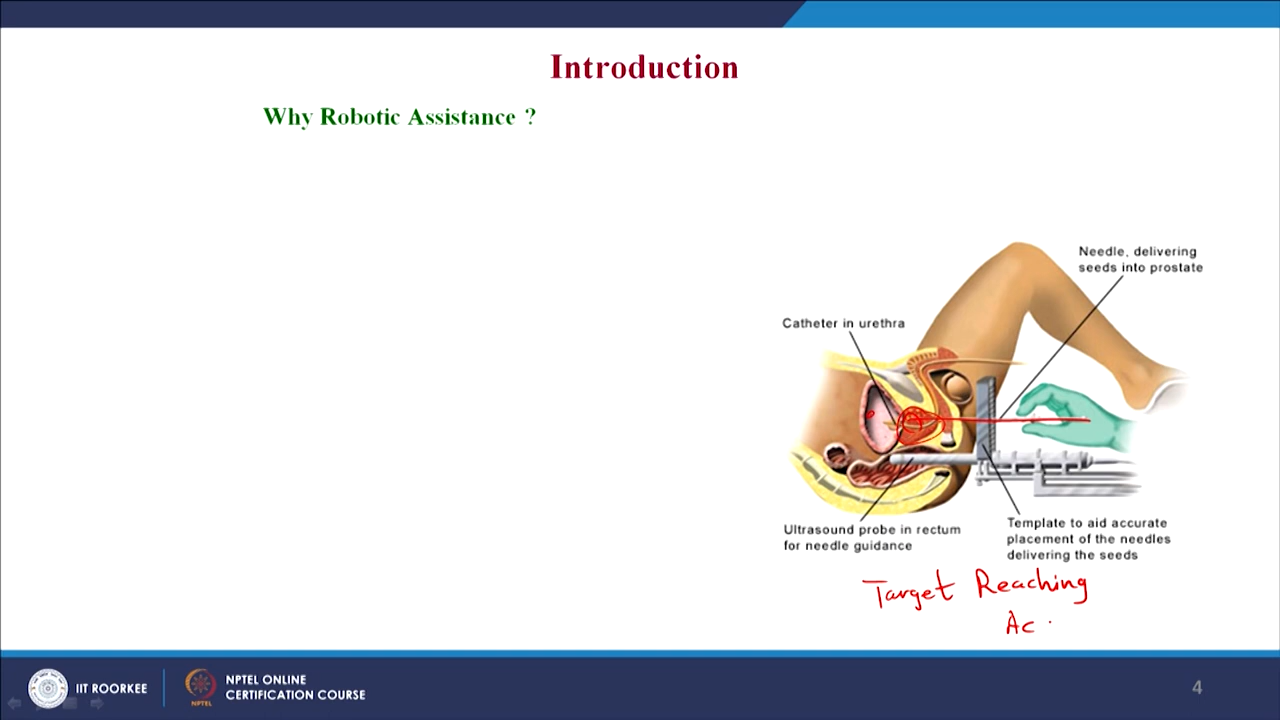 Introduction
Why Robotic Assistance ?
Needle, delivering
seeds into prostate
Catheter in urethra
Ultrasound probe in rectum
for needle guidance
Template to aid accurate
placement of the needles
delivering the seeds
Target Reaching
Ac
IIT ROORKEE
NPTEL
NPTEL ONLINE
CERTIFICATION COURSE
4